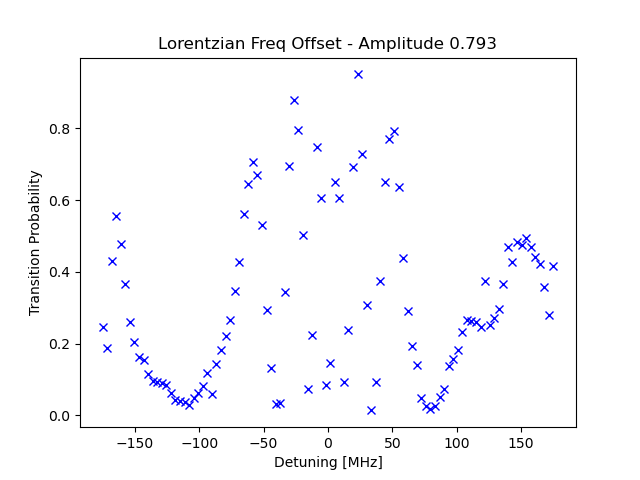 Lorentzian Freq Offset - Amplitude 0.793
Transition Probability
0.8
0.6
0.4
0.2
0.0
−150 −100 −50 0 50 100 150
Detuning [MHz]